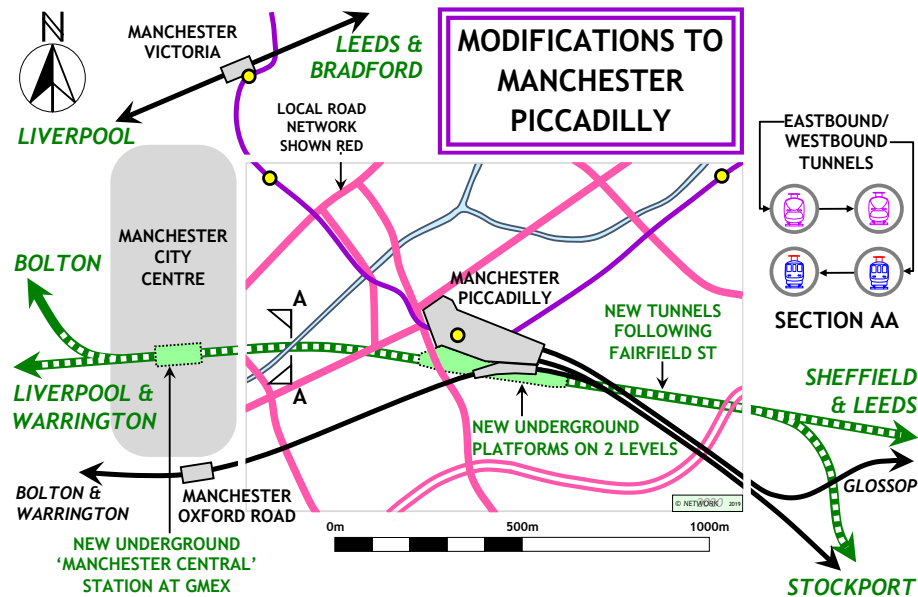 N
MANCHESTER
VICTORIA
LEEDS &
BRADFORD
LIVERPOOL
MODIFICATIONS TO
MANCHESTER
PICCADILLY
LOCAL ROAD
NETWORK
SHOWN RED
EASTBOUND/
WESTBOUND
TUNNELS
SECTION AA
MANCHESTER
CITY
CENTRE
BOLTON
A
A
MANCHESTER
PICCADILLY
NEW TUNNELS
FOLLOWING
FAIRFIELD ST
LIVERPOOL &
WARRINGTON
SHEFFIELD
& LEEDS
NEW UNDERGROUND
PLATFORMS ON 2 LEVELS
BOLTON &
WARRINGTON
MANCHESTER
OXFORD ROAD
GLOSSOP
© NETWORK 2019
0m
500m
1000m
NEW UNDERGROUND
‘MANCHESTER CENTRAL’
STATION AT GMEX
STOCKPORT